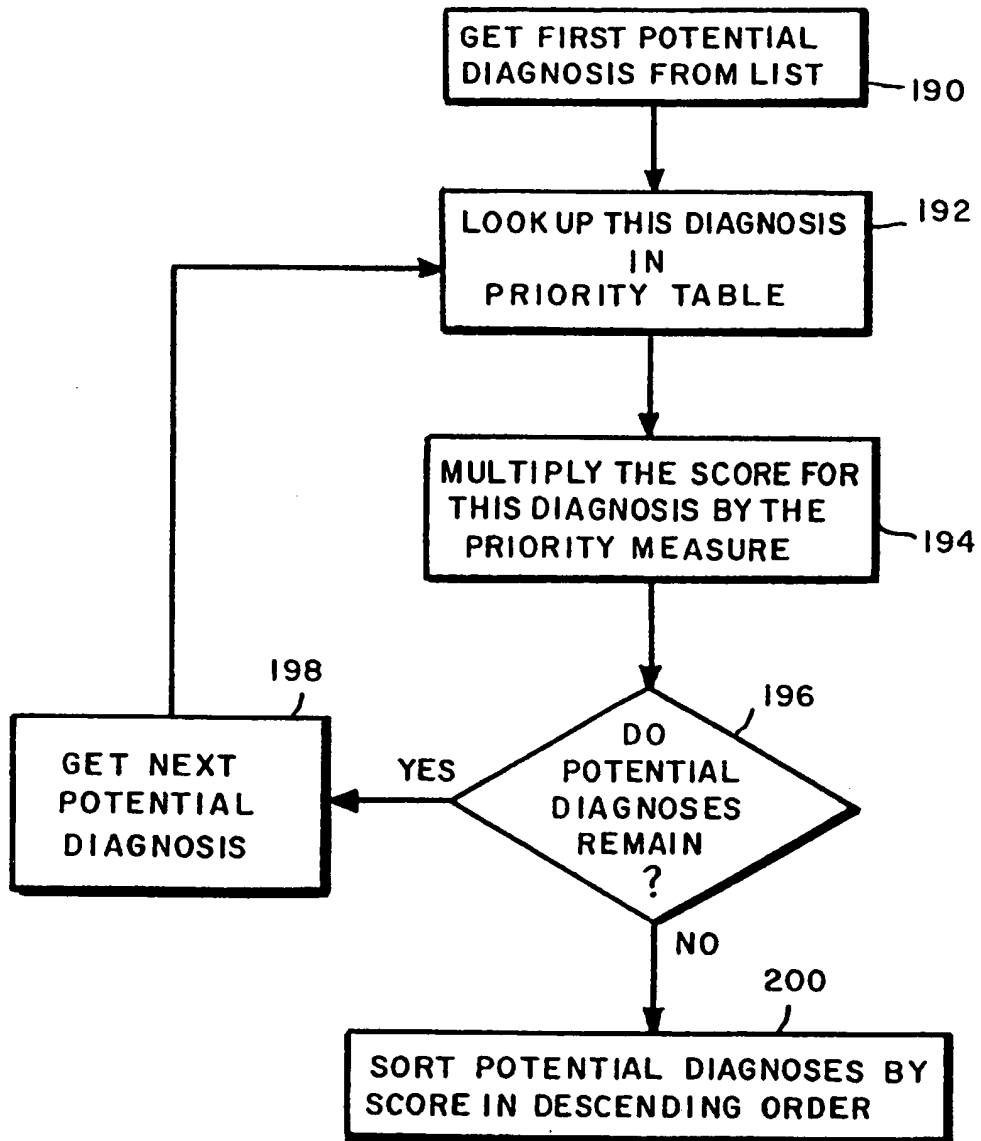 GET FIRST POTENTIAL
DIAGNOSIS FROM LIST
190
LOOK UP THIS DIAGNOSIS
IN
PRIORITY TABLE
192
MULTIPLY THE SCORE FOR
THIS DIAGNOSIS BY THE
PRIORITY MEASURE
194
198
GET NEXT
POTENTIAL
DIAGNOSIS
YES
196
DO
POTENTIAL
DIAGNOSES
REMAIN
?
NO
200
SORT POTENTIAL DIAGNOSES BY
SCORE IN DESCENDING ORDER